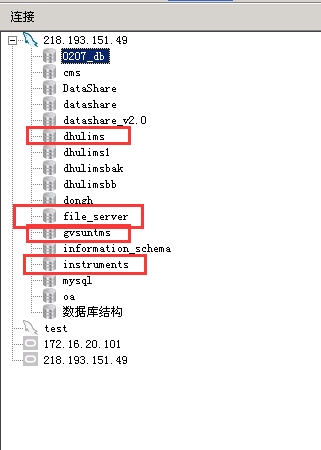 连接
218.193.151.49
0207_db
cms
DataShare
datashare
datashare_v2.0
dhulims
dhulims1
dhulimsbak
dhulimsbb
dongh
file_server
gvsuntms
information_schema
instruments
mysql
oa
数据库结构
test
172.16.20.101
218.193.151.49